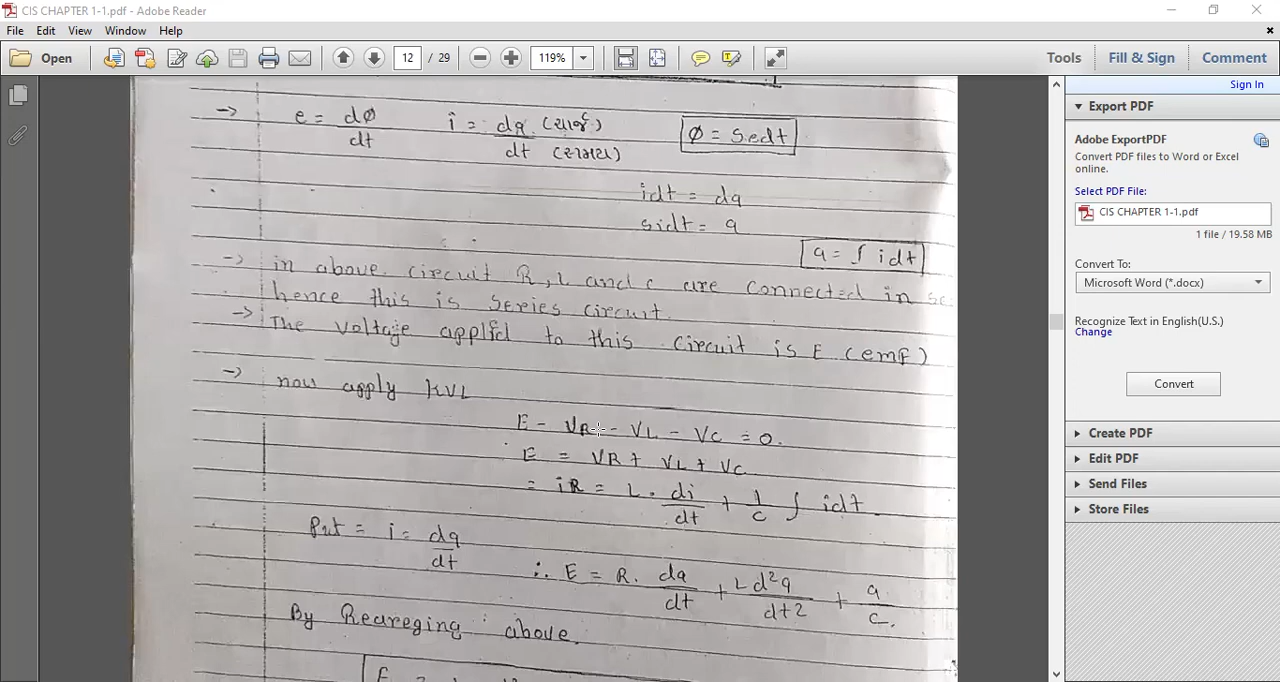 CIS CHAPTER 1-1.pdf - Adobe Reader
File Edit View Window Help
Open 12 / 29 119% Tools Fill & Sign Comment
Sign In
Export PDF
Adobe ExportPDF
Convert PDF files to Word or Excel
online.
Select PDF File:
CIS CHAPTER 1-1.pdf
1 file / 19.58 MB
Convert To:
Microsoft Word (*.docx)
Recognize Text in English(U.S.)
Change
Convert
Create PDF
Edit PDF
Send Files
Store Files
→ e = dφ/dt i = dq/dt φ = ∫edt
idt = dq
∫idt = q
q = ∫ idt
→ in above circuit R, L and c are connected in
hence this is series circuit.
→ The voltage applied to this circuit is E (emf)
→ now apply KVL
E - VR - VL - VC = 0.
E = VR + VL + VC
= iR = L . di/dt + 1/c ∫ idt.
Put = i = dq/dt
∴ E = R. dq/dt + L d²q/dt2 + q/c.
By Reareging above.